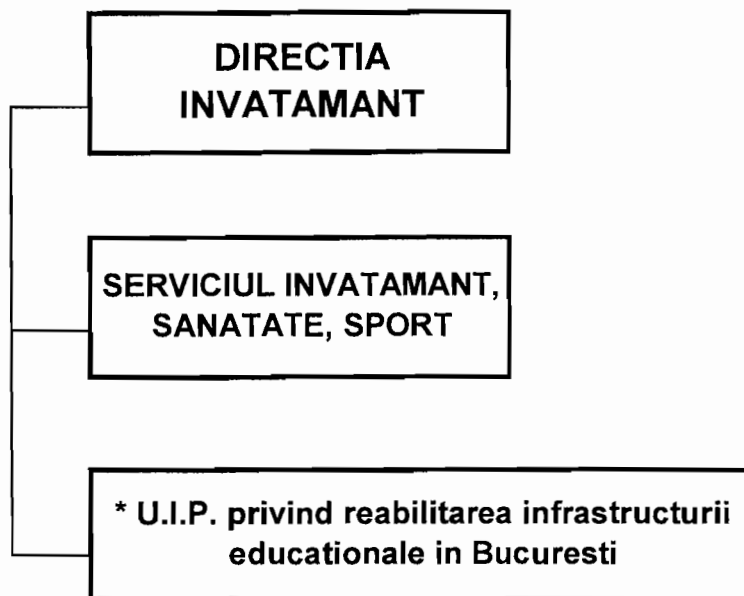 DIRECTIA
INVATAMANT
SERVICIUL INVATAMANT,
SANATATE, SPORT
* U.I.P. privind reabilitarea infrastructurii
educationale in Bucuresti